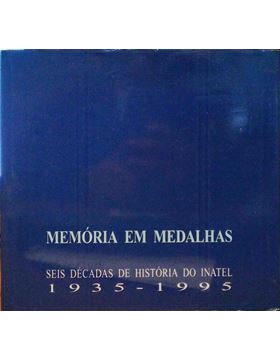 MEMÓRIA EM MEDALHAS
SEIS DÉCADAS DE HISTÓRIA DO INATEL
1935-1995